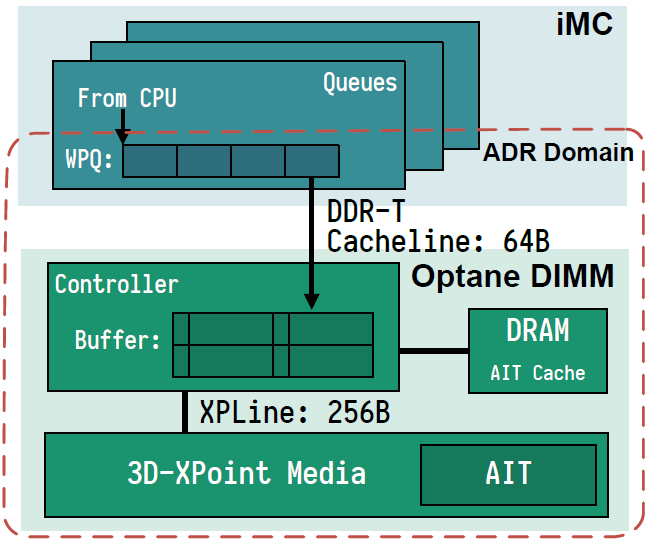 iMC
Queues
From CPU
WPQ:
ADR Domain
DDR-T
Cacheline: 64B
Optane DIMM
Controller
Buffer:
DRAM
AIT Cache
XPLine: 256B
3D-XPoint Media
AIT